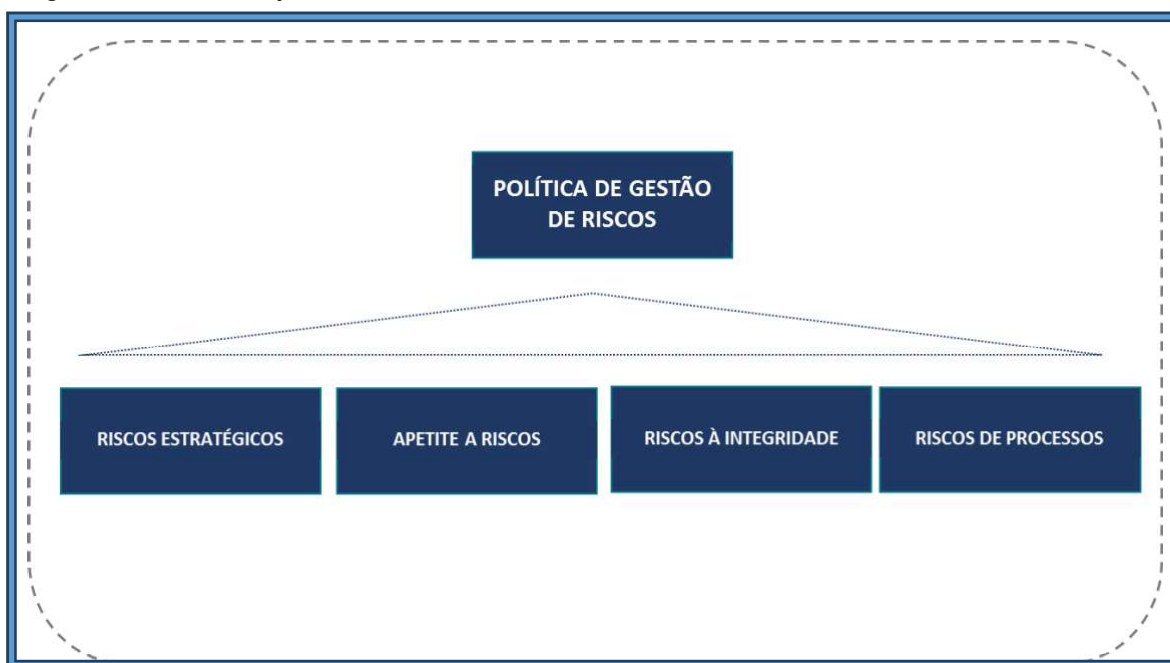 POLÍTICA DE GESTÃO
DE RISCOS
RISCOS ESTRATÉGICOS
APETITE A RISCOS
RISCOS À INTEGRIDADE
RISCOS DE PROCESSOS